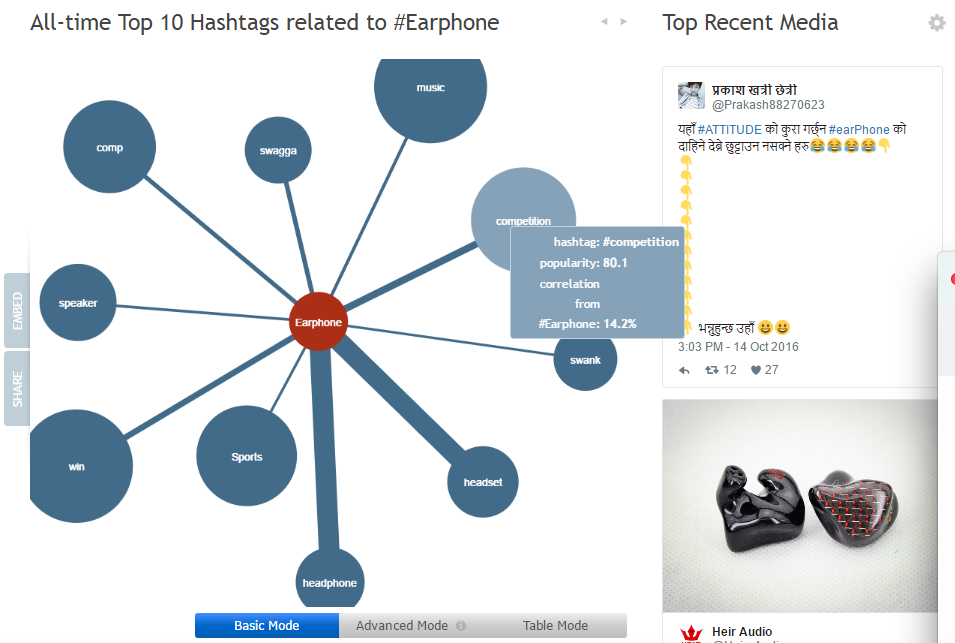 All-time Top 10 Hashtags related to #Earphone
music
comp
swagga
competition
hashtag: #competition
popularity: 80.1
correlation
from
#Earphone: 14.2%
speaker
Earphone
swank
win
Sports
headset
headphone
EMBED
SHARE
Basic Mode
Advanced Mode
Table Mode
Top Recent Media
प्रकाश खत्री छेत्री
@Prakash88270623
यहाँ #ATTITUDE को कुरा गर्छन #earPhone को
दाहिने देब्रे छुट्टाउन नसक्ने हरु😂😂😂😂👇
👇
👇
👇
👇
👇
👇
👇
👇
👇
👇
👇 भन्नुहुन्छ उहाँ 😀😀
3:03 PM - 14 Oct 2016
12
27
Heir Audio